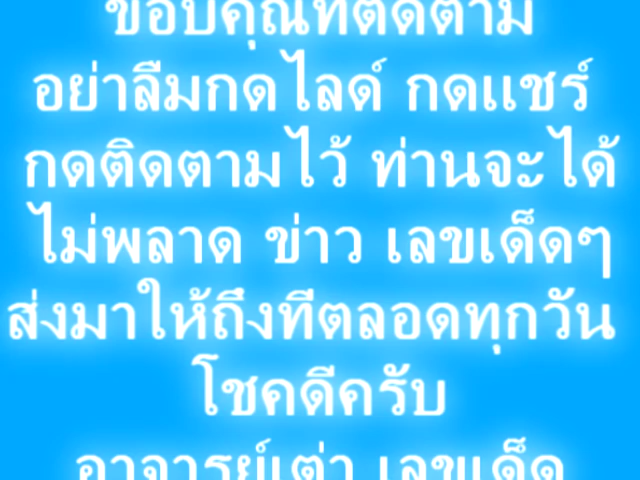 ขอบคุณที่ติดตาม
อย่าลืมกดไลด์ กดแชร์
กดติดตามไว้ ท่านจะได้
ไม่พลาด ข่าว เลขเด็ดๆ
ส่งมาให้ถึงที่ตลอดทุกวัน
โชคดีครับ
อาจารย์เต่า เลขเด็ด